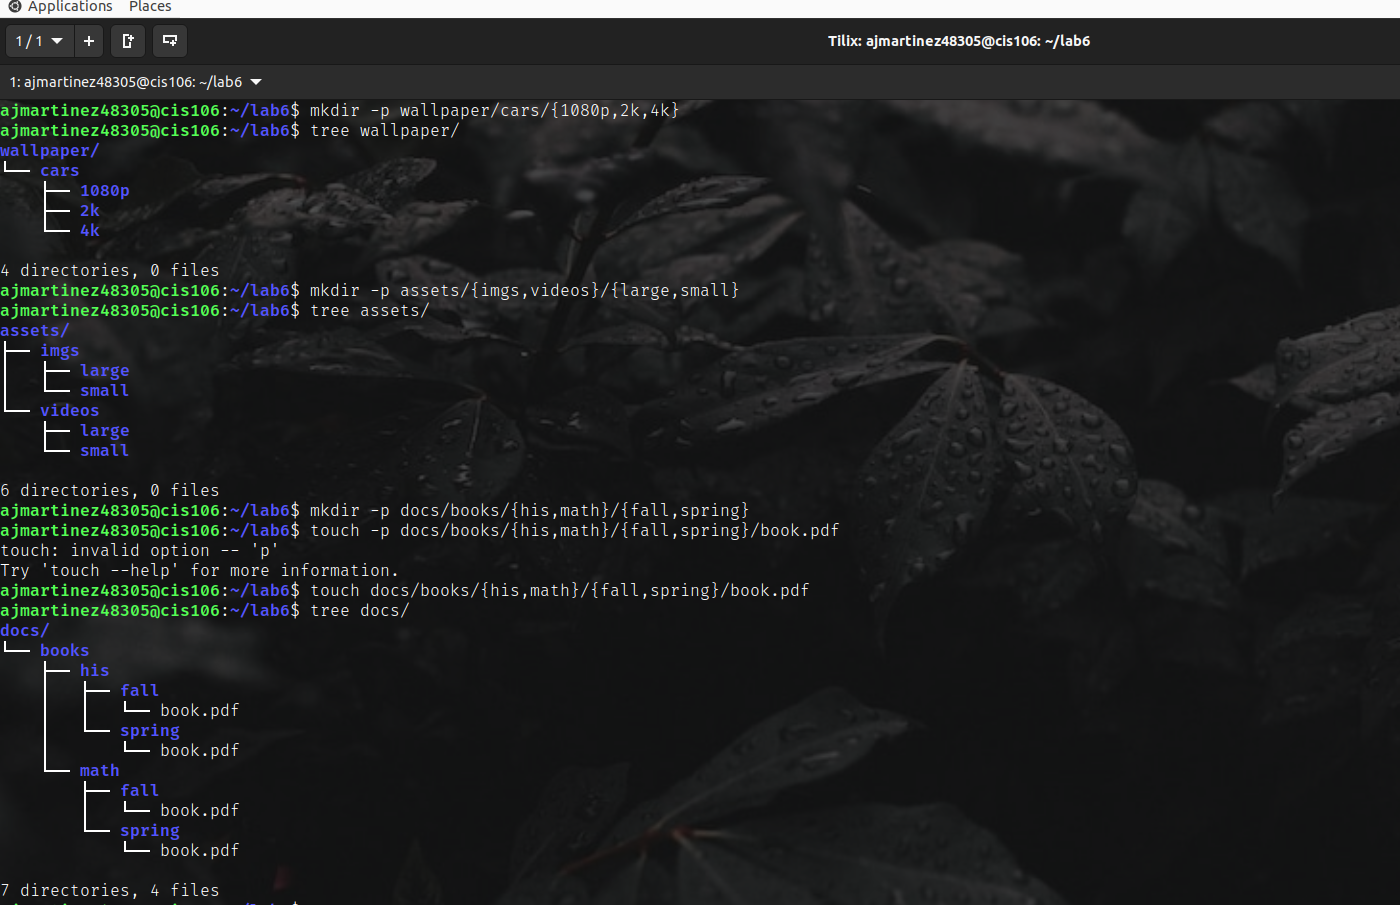 Applications Places
1 / 1
Tilix: ajmartinez48305@cis106: ~/lab6
1: ajmartinez48305@cis106: ~/lab6
ajmartinez48305@cis106:~/lab6$ mkdir -p wallpaper/cars/{1080p,2k,4k}
ajmartinez48305@cis106:~/lab6$ tree wallpaper/
wallpaper/
└── cars
    ├── 1080p
    ├── 2k
    └── 4k
4 directories, 0 files
ajmartinez48305@cis106:~/lab6$ mkdir -p assets/{imgs,videos}/{large,small}
ajmartinez48305@cis106:~/lab6$ tree assets/
assets/
├── imgs
│   ├── large
│   └── small
└── videos
    ├── large
    └── small
6 directories, 0 files
ajmartinez48305@cis106:~/lab6$ mkdir -p docs/books/{his,math}/{fall,spring}
ajmartinez48305@cis106:~/lab6$ touch -p docs/books/{his,math}/{fall,spring}/book.pdf
touch: invalid option -- 'p'
Try 'touch --help' for more information.
ajmartinez48305@cis106:~/lab6$ touch docs/books/{his,math}/{fall,spring}/book.pdf
ajmartinez48305@cis106:~/lab6$ tree docs/
docs/
└── books
    ├── his
    │   ├── fall
    │   │   └── book.pdf
    │   └── spring
    │       └── book.pdf
    └── math
        ├── fall
        │   └── book.pdf
        └── spring
            └── book.pdf
7 directories, 4 files